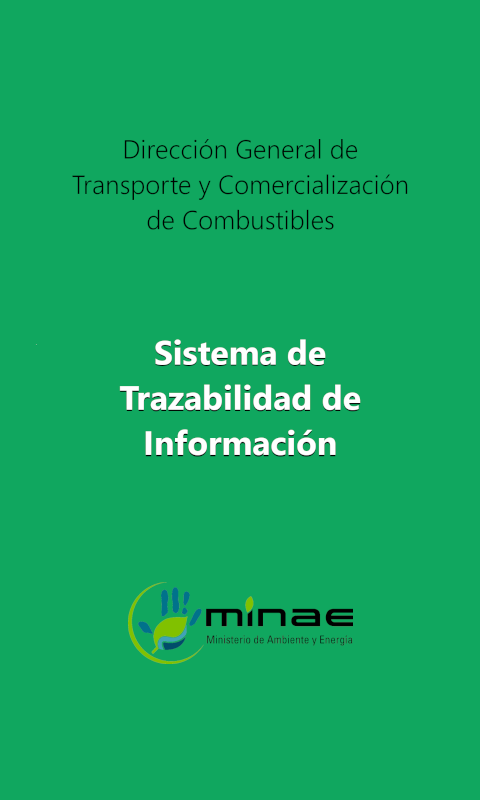 Dirección General de
Transporte y Comercialización
de Combustibles
Sistema de
Trazabilidad de
Información
minae
Ministerio de Ambiente y Energía